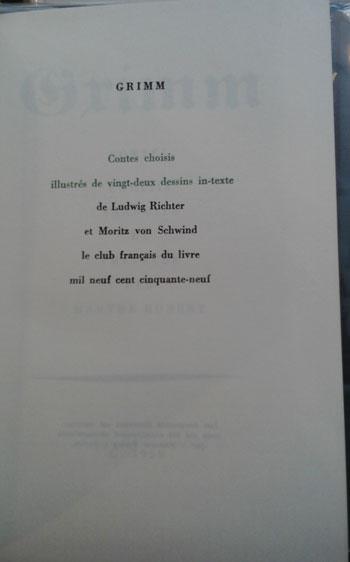 GRIMM
Contes choisis
illustrés de vingt-deux dessins in-texte
de Ludwig Richter
et Moritz von Schwind
le club français du livre
mil neuf cent cinquante-neuf